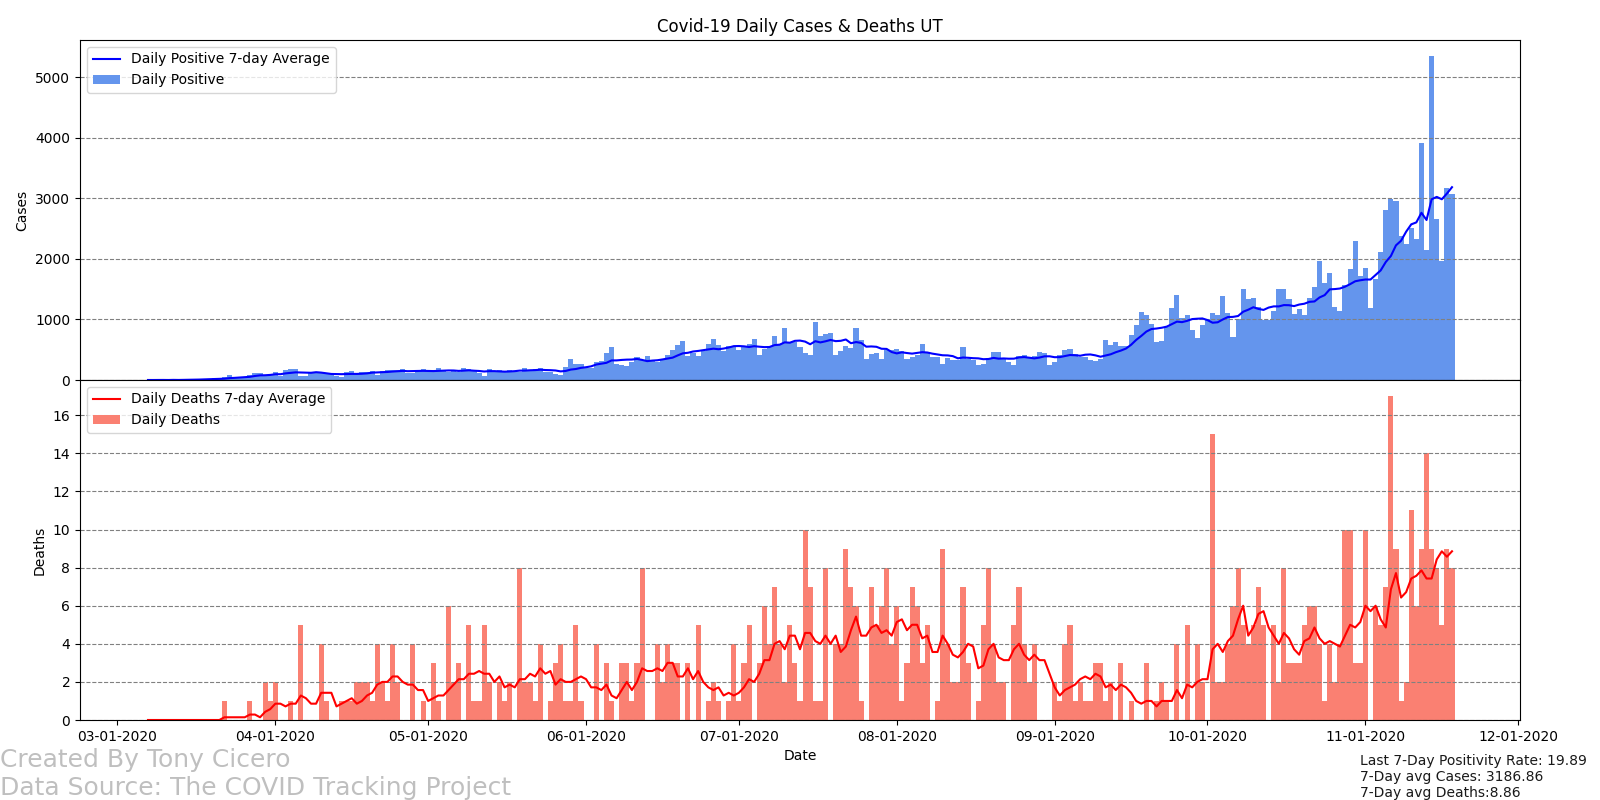 Covid-19 Daily Cases & Deaths UT
Daily Positive 7-day Average
Daily Positive
5000
4000
3000
2000
1000
0
Cases
Daily Deaths 7-day Average
Daily Deaths
16
14
12
10
8
6
4
2
0
Deaths
03-01-2020 04-01-2020 05-01-2020 06-01-2020 07-01-2020 08-01-2020 09-01-2020 10-01-2020 11-01-2020 12-01-2020
Date
Created By Tony Cicero
Data Source: The COVID Tracking Project
Last 7-Day Positivity Rate: 19.89
7-Day avg Cases: 3186.86
7-Day avg Deaths:8.86